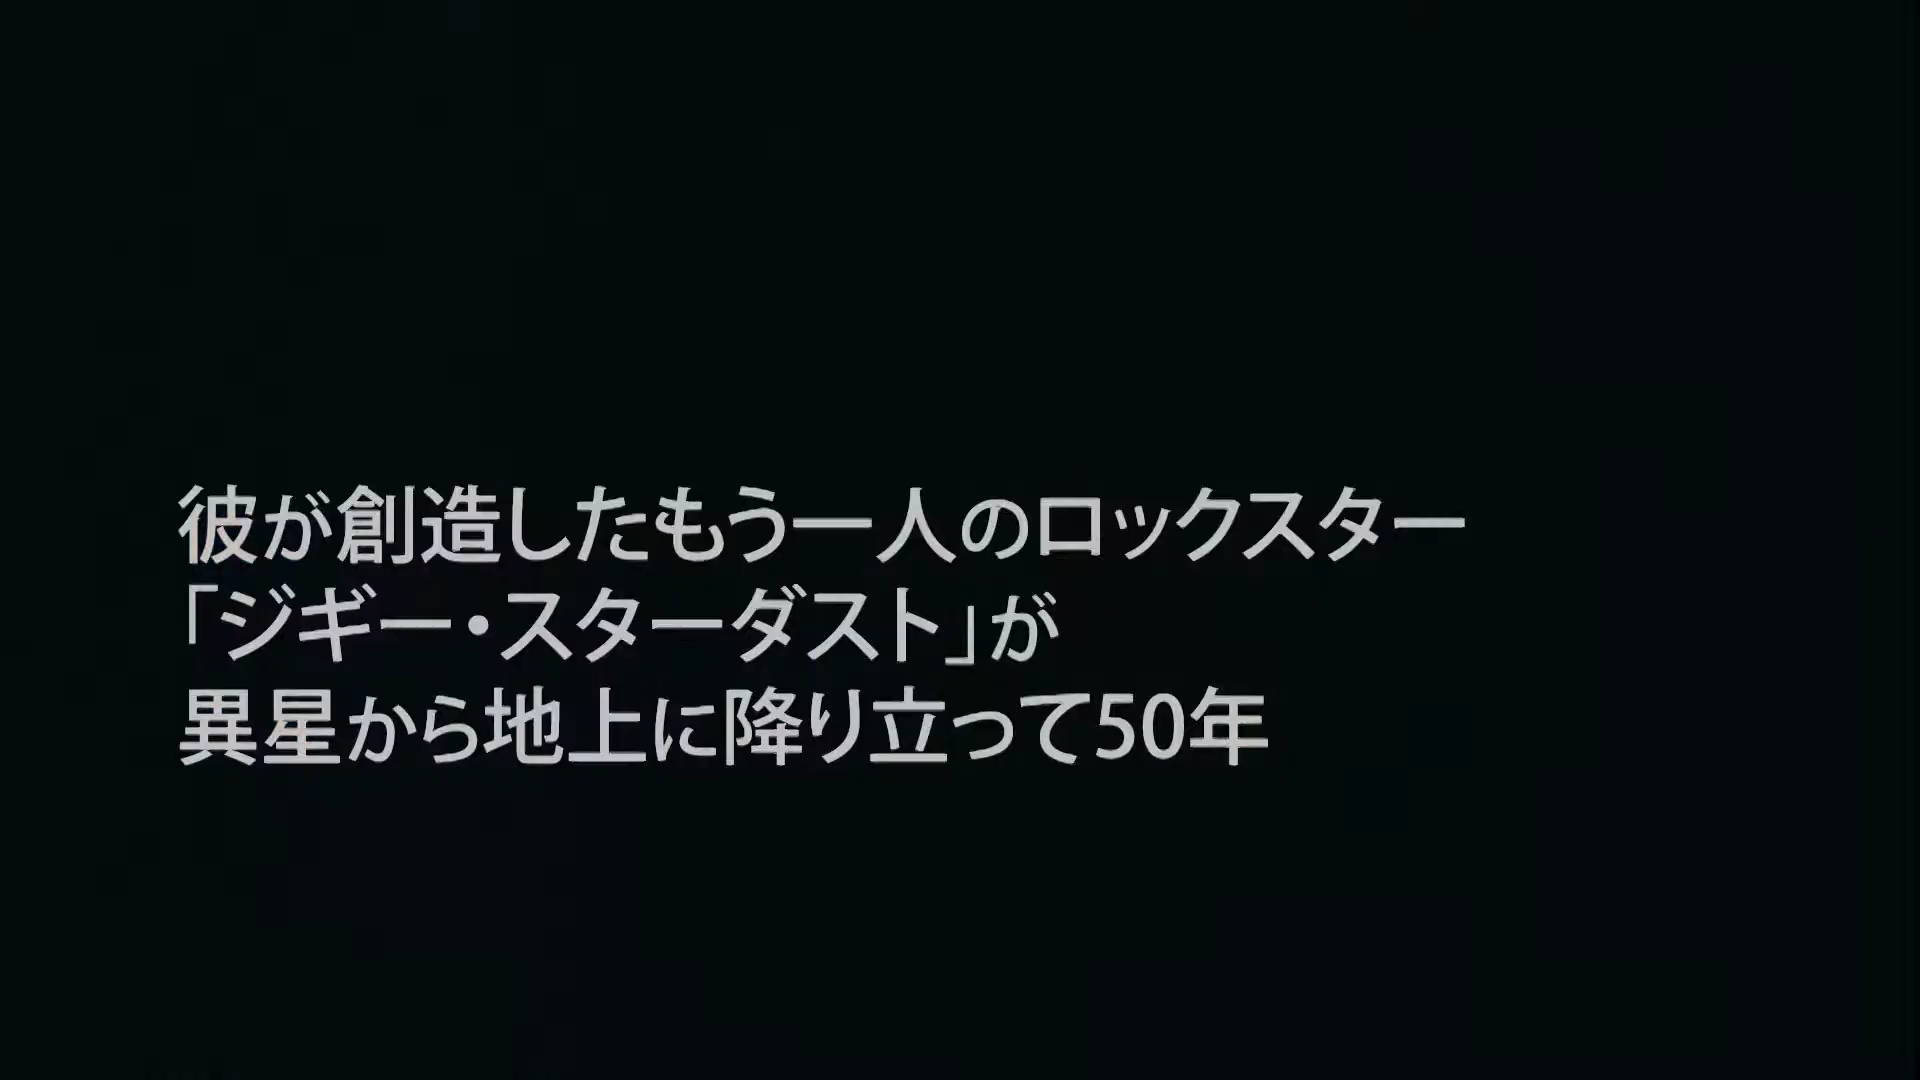 彼が創造したもう一人のロックスター
「ジギー・スターダスト」が
異星から地上に降り立って50年